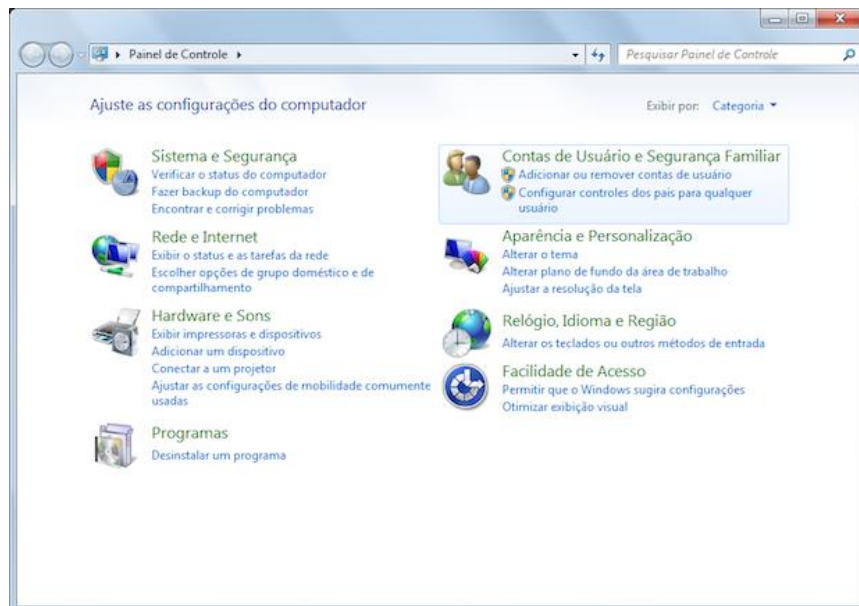 Painel de Controle
Pesquisar Painel de Controle
Ajuste as configurações do computador
Exibir por: Categoria
Sistema e Segurança
Verificar o status do computador
Fazer backup do computador
Encontrar e corrigir problemas
Rede e Internet
Exibir o status e as tarefas da rede
Escolher opções de grupo doméstico e de
compartilhamento
Hardware e Sons
Exibir impressoras e dispositivos
Adicionar um dispositivo
Conectar a um projetor
Ajustar as configurações de mobilidade comumente
usadas
Programas
Desinstalar um programa
Contas de Usuário e Segurança Familiar
Adicionar ou remover contas de usuário
Configurar controles dos pais para qualquer
usuário
Aparência e Personalização
Alterar o tema
Alterar plano de fundo da área de trabalho
Ajustar a resolução da tela
Relógio, Idioma e Região
Alterar os teclados ou outros métodos de entrada
Facilidade de Acesso
Permitir que o Windows sugira configurações
Otimizar exibição visual